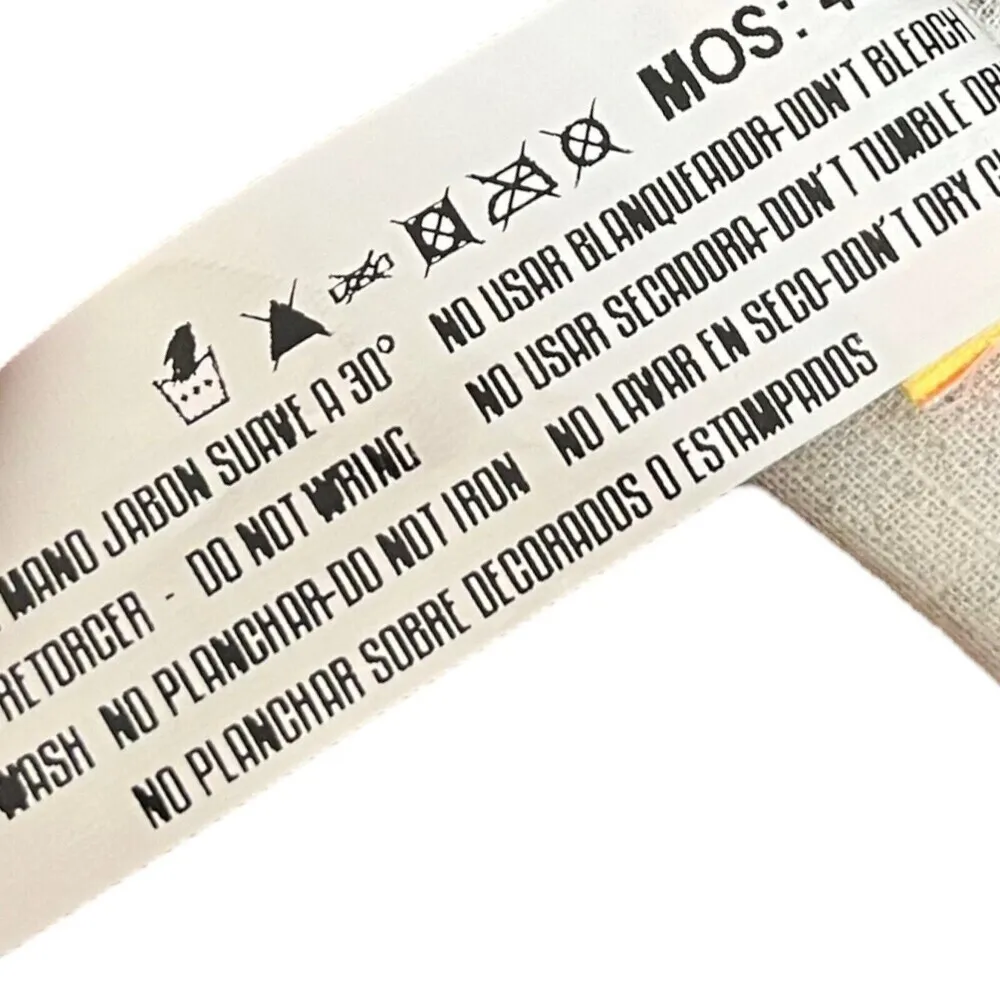 MOS:
MANO JABON SUAVE A 30° NO USAR BLANQUEADOR-DON'T BLEACH
RETORCER - DO NOT WRING NO USAR SECADORA-DON'T TUMBLE
WASH NO PLANCHAR-DO NOT IRON NO LAVAR EN SECO-DON'T DRY
NO PLANCHAR SOBRE DECORADOS O ESTAMPADOS